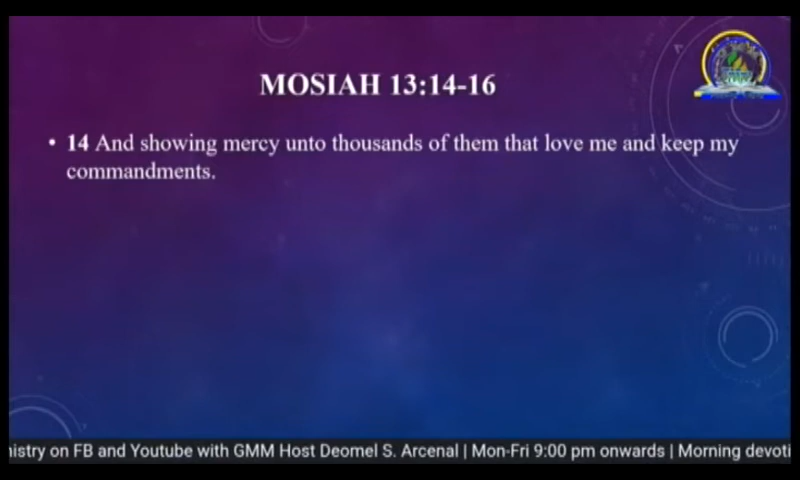 MOSIAH 13:14-16
• 14 And showing mercy unto thousands of them that love me and keep my
commandments.
istry on FB and Youtube with GMM Host Deomel S. Arcenal | Mon-Fri 9:00 pm onwards | Morning devoti